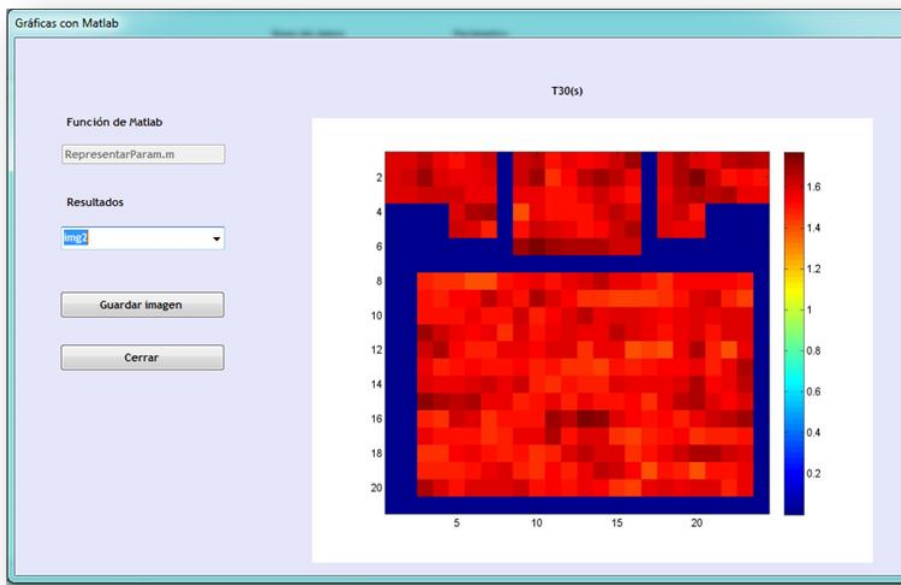 Gráficas con Matlab
T30(s)
Función de Matlab
RepresentarParam.m
Resultados
img2
Guardar imagen
Cerrar
2
4
6
8
10
12
14
16
18
20
5
10
15
20
1.6
1.4
1.2
1
0.8
0.6
0.4
0.2